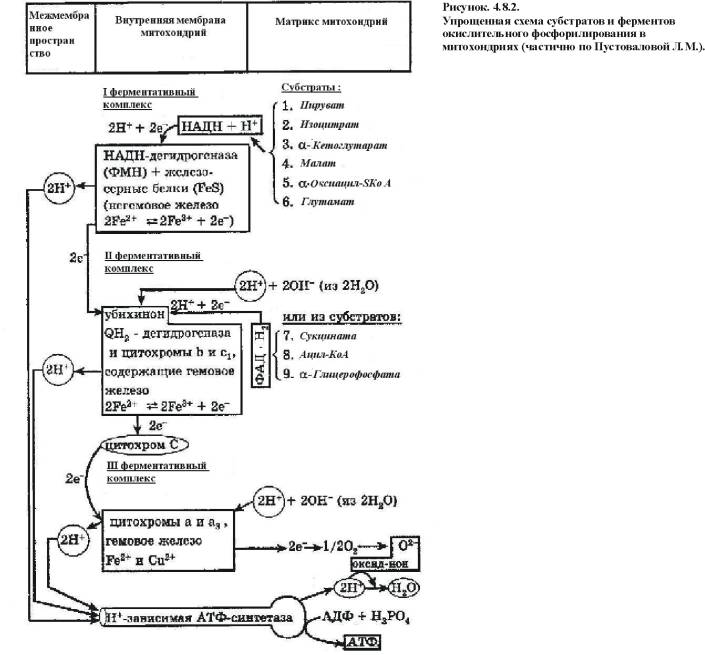 Межмембра
нное
простран
ство
Внутренняя мембрана
митохондрий
Матрикс митохондрий
Рисунок. 4.8.2.
Упрощенная схема субстратов и ферментов
окислительного фосфорилирования в
митохондриях (частично по Пустоваловой Л.М.).
I ферментативный
комплекс
2H⁺ + 2e⁻
НАДН + H⁺
Субстраты :
1. Пируват
2. Изоцитрат
3. α-Кетоглутарат
4. Малат
5. α-Оксиацил-SKo A
6. Глутамат
НАДН-дегидрогеназа
(ФМН) + железо-
серные белки (FeS)
(негемовое железо
2Fe²⁺ ⇌ 2Fe³⁺ + 2e⁻)
2H⁺
2e⁻
II ферментативный
комплекс
2H⁺ + 2OH⁻ (из 2H₂O)
2H⁺ + 2e⁻
убихинон
QH₂ - дегидрогеназа
и цитохромы b и c₁,
содержащие гемовое
железо
2Fe²⁺ ⇌ 2Fe³⁺ + 2e⁻
2H⁺
ФАД · H₂
или из субстратов:
7. Сукцината
8. Ацил-КоА
9. α-Глицерофосфата
2e⁻
цитохром С
III ферментативный
комплекс
2e⁻
2H⁺ + 2OH⁻ (из 2H₂O)
цитохромы а и а₃,
гемовое железо
Fe²⁺ и Cu²⁺
2H⁺
2e⁻ 1/2O₂ O²⁻
оксид-ион
2H⁺ H₂O
H⁺-зависимая АТФ-синтетаза
АДФ + H₃PO₄
АТФ